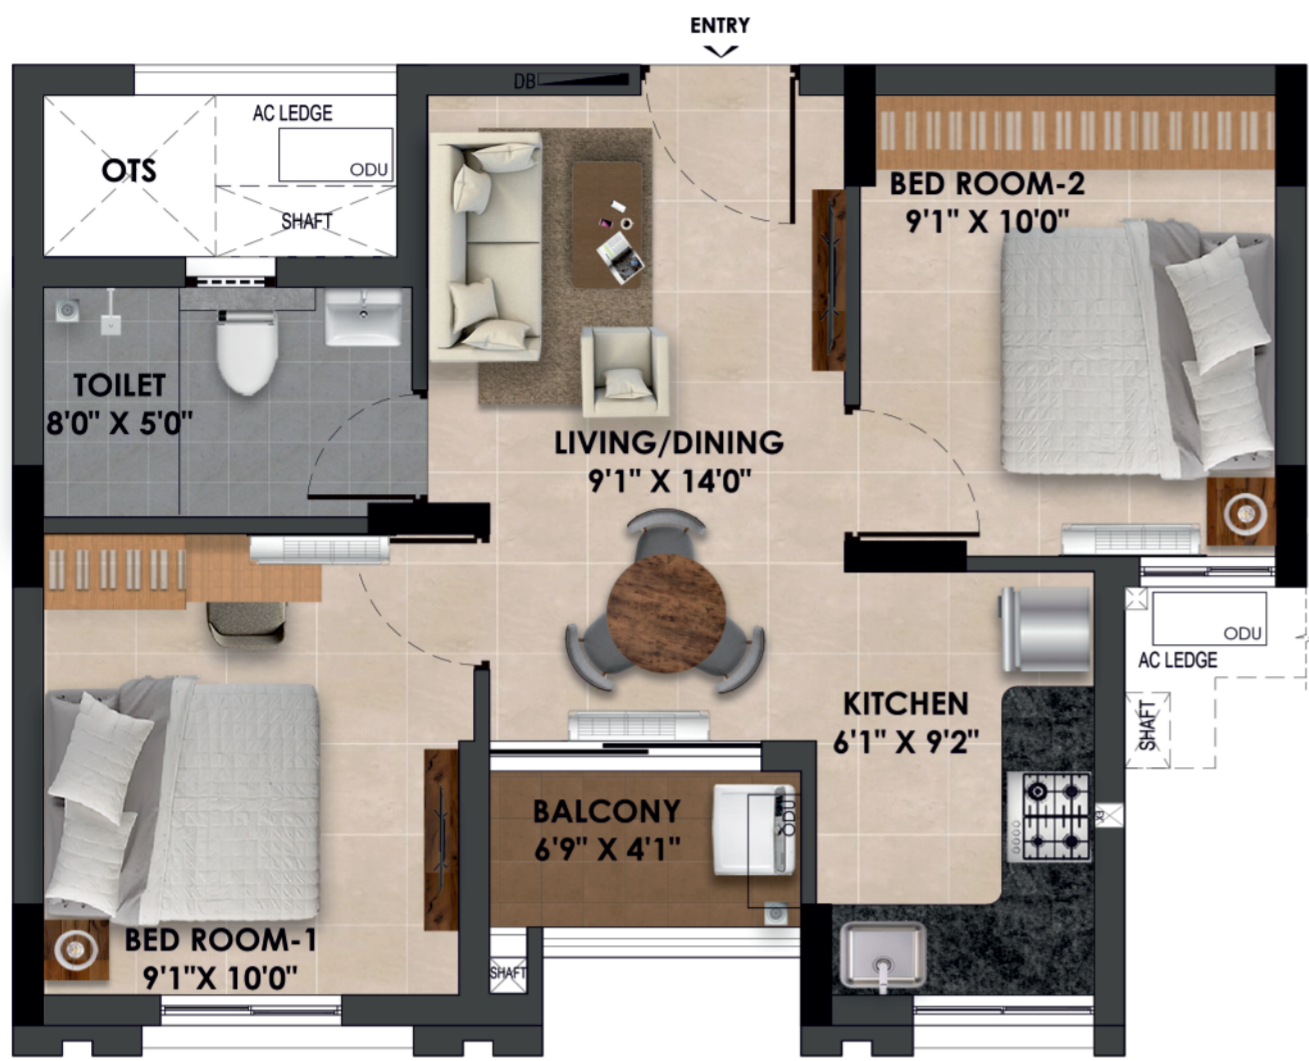 ENTRY
DB
AC LEDGE
OTS
ODU
SHAFT
BED ROOM-2
9'1" X 10'0"
TOILET
8'0" X 5'0"
LIVING/DINING
9'1" X 14'0"
ODU
AC LEDGE
SHAFT
KITCHEN
6'1" X 9'2"
BALCONY
6'9" X 4'1"
ODU
BED ROOM-1
9'1"X 10'0"
SHAFT